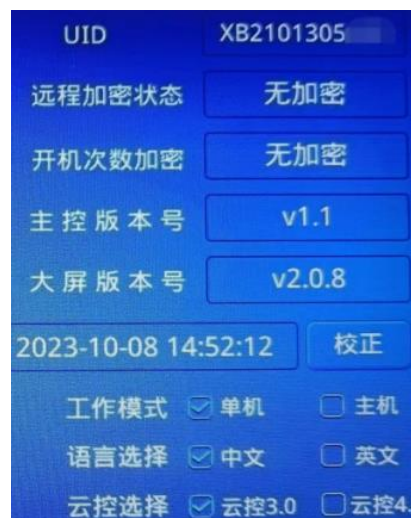 UID XB2101305
远程加密状态 无加密
开机次数加密 无加密
主控版本号 v1.1
大屏版本号 v2.0.8
2023-10-08 14:52:12 校正
工作模式 单机 主机
语言选择 中文 英文
云控选择 云控3.0 云控4.